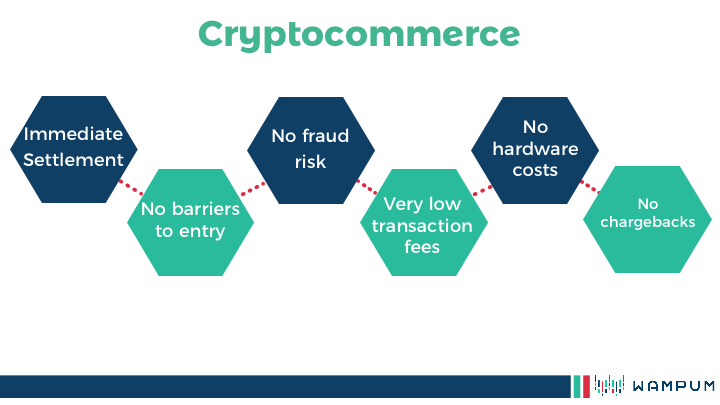 Cryptocommerce
Immediate
Settlement
No barriers
to entry
No fraud
risk
Very low
transaction
fees
No
hardware
costs
No
chargebacks
WAMPUM